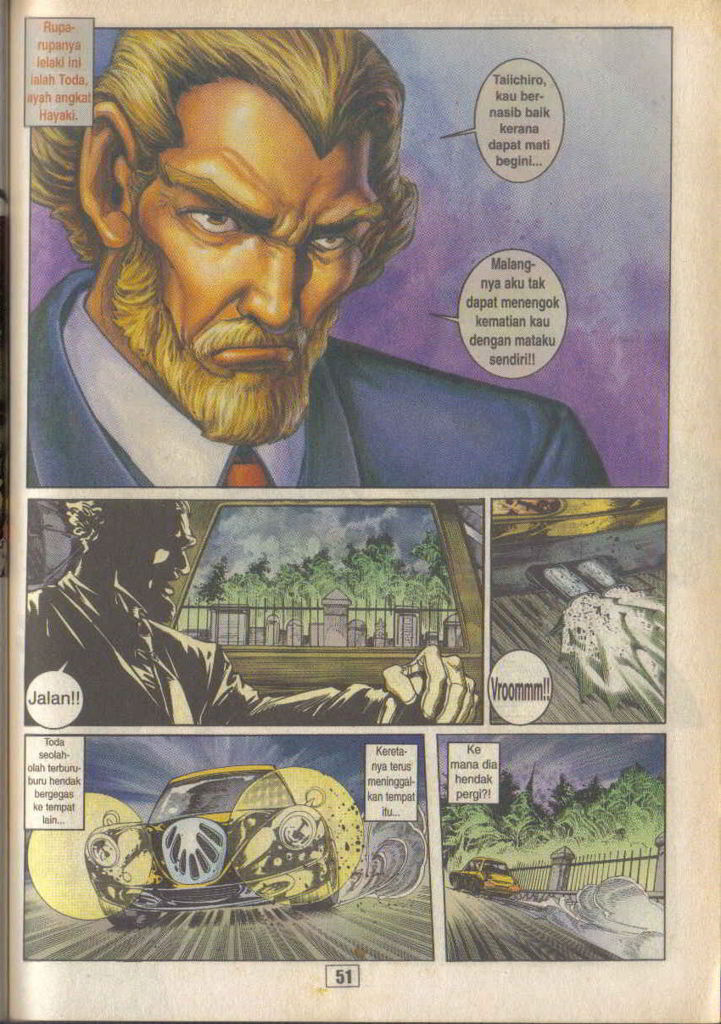 Rupa-
rupanya
lelaki ini
ialah Toda,
ayah angkat
Hayaki.
Taiichiro,
kau ber-
nasib baik
kerana
dapat mati
begini...
Malang-
nya aku tak
dapat menengok
kematian kau
dengan mataku
sendiri!!
Jalan!!
Vroommm!!
Toda
seolah-
olah terburu-
buru hendak
bergegas
ke tempat
lain...
Kereta-
nya terus
meninggal-
kan tempat
itu...
Ke
mana dia
hendak
pergi?!
51